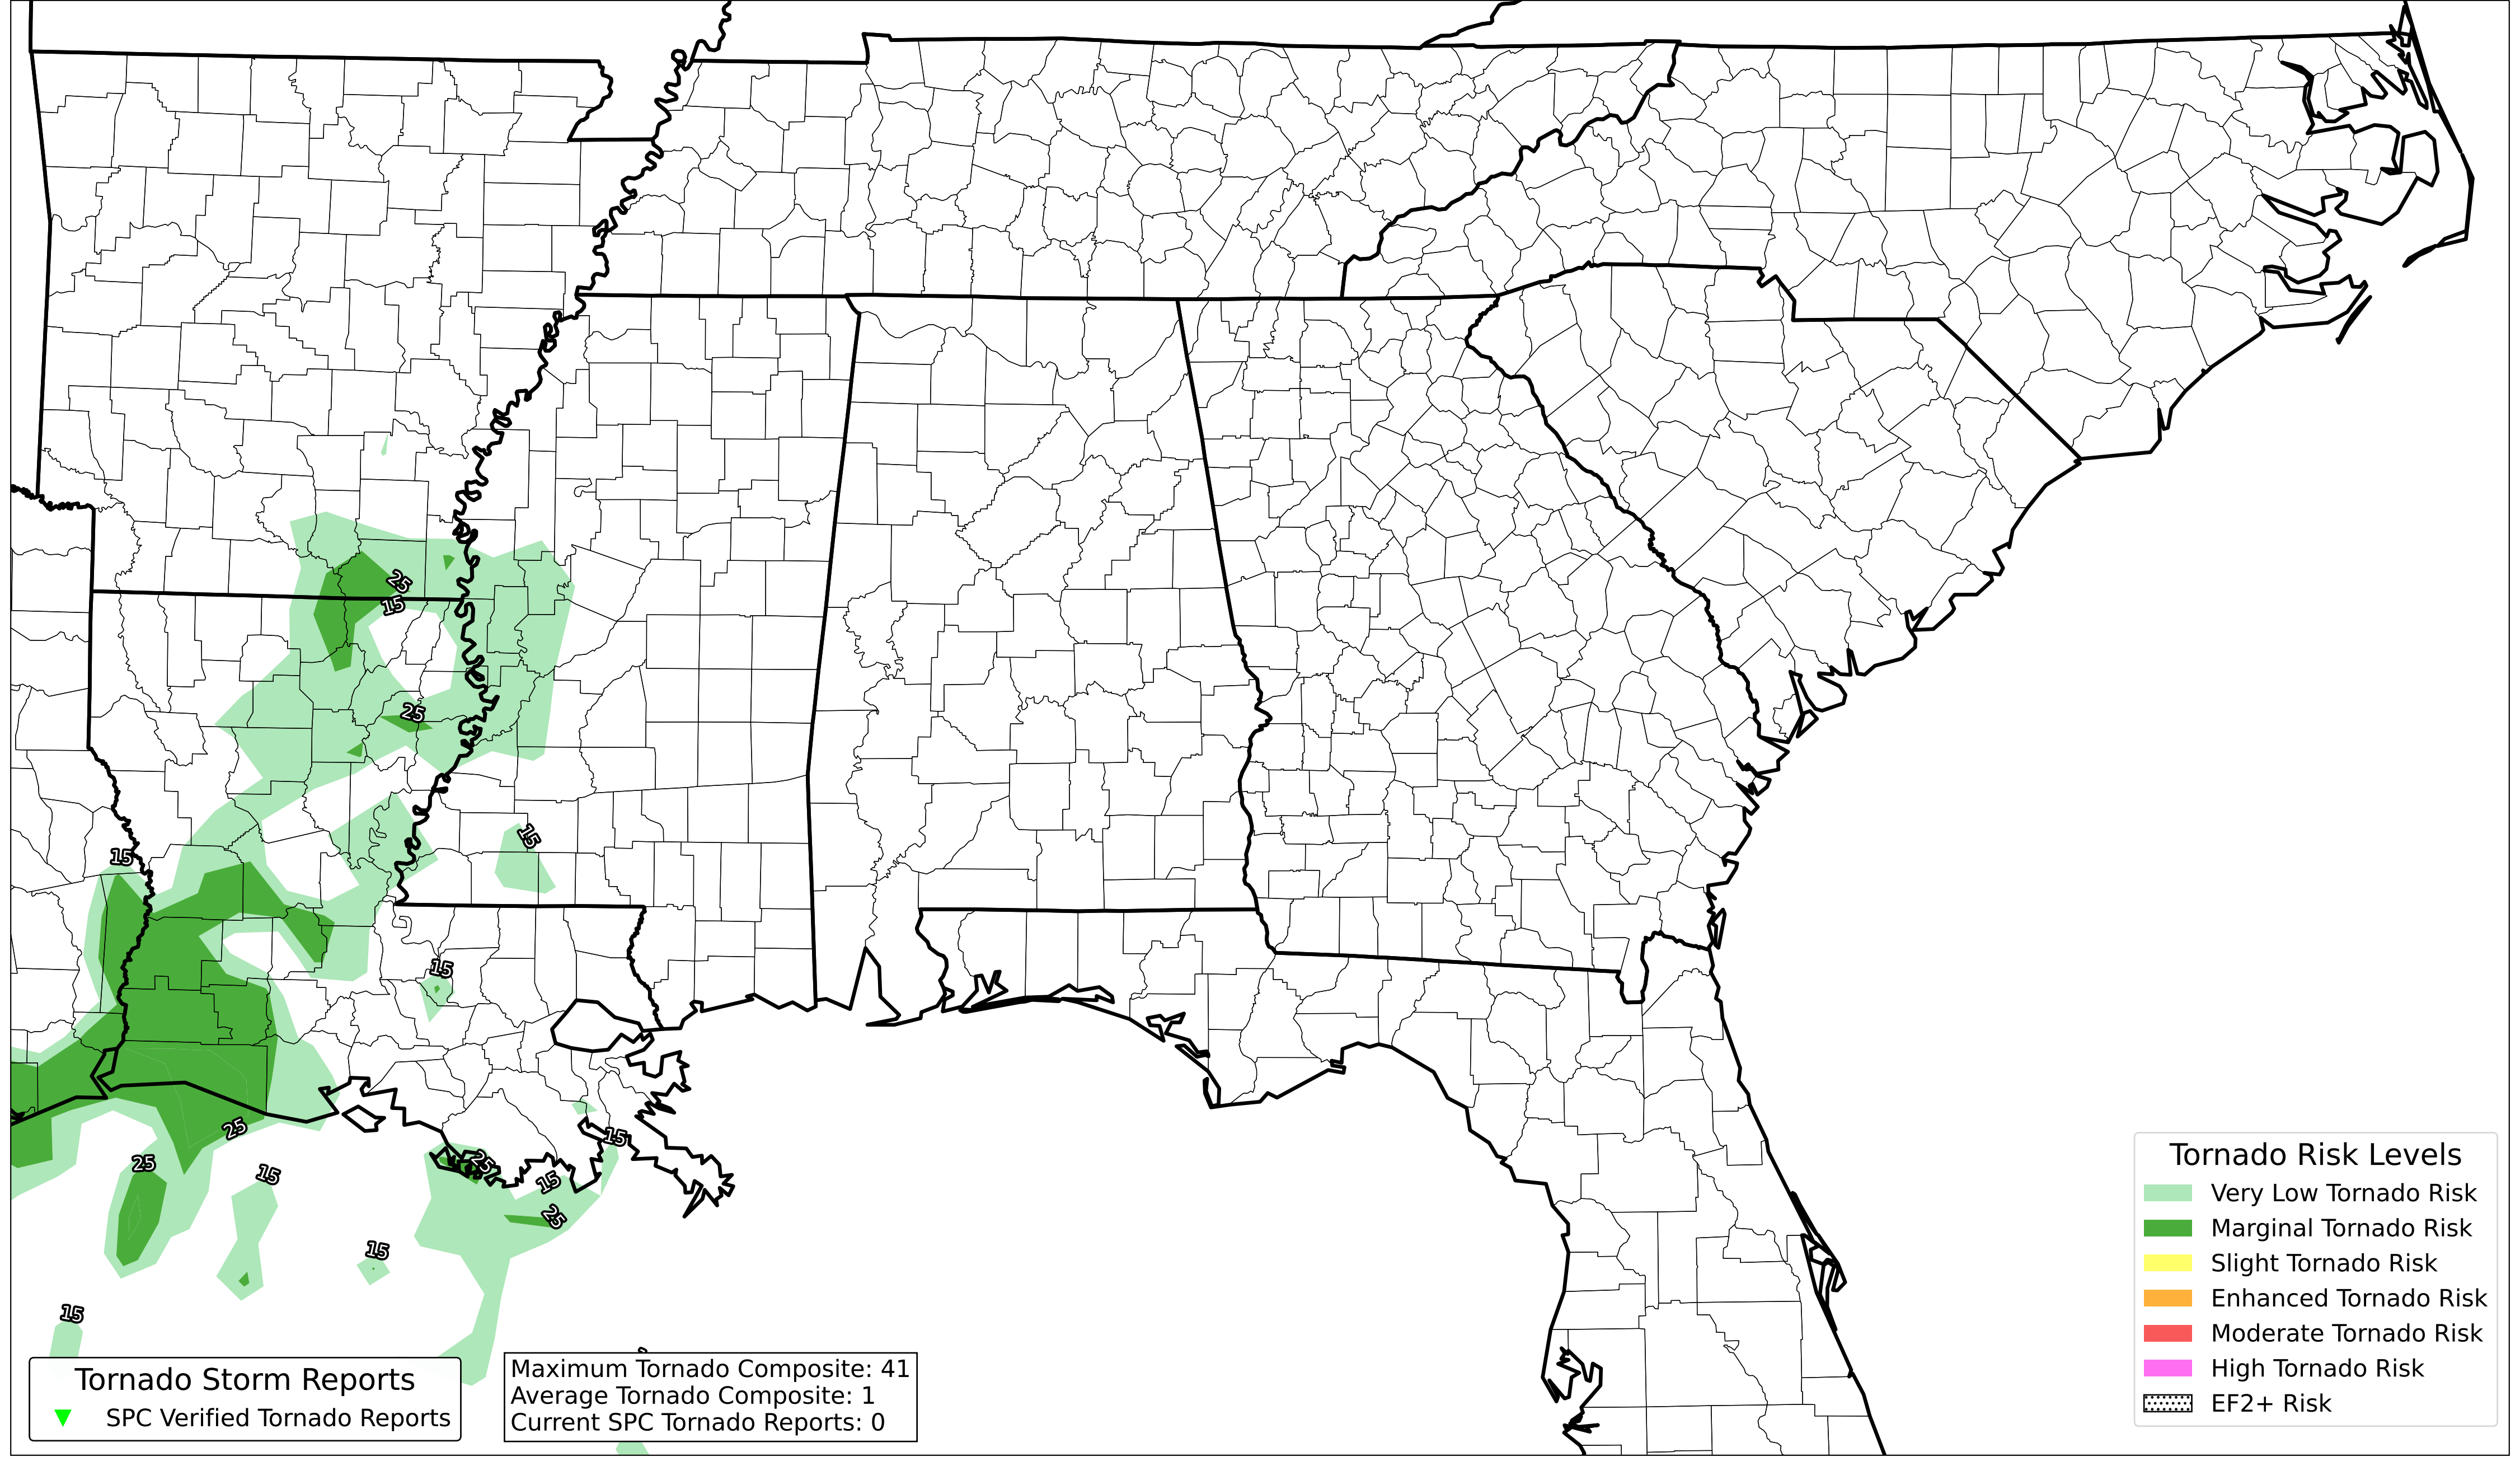 25
15
25
15
15
15
25
25
15
25
15
15
25
15
15
Tornado Risk Levels
Very Low Tornado Risk
Marginal Tornado Risk
Slight Tornado Risk
Enhanced Tornado Risk
Moderate Tornado Risk
High Tornado Risk
EF2+ Risk
Tornado Storm Reports
SPC Verified Tornado Reports
Maximum Tornado Composite: 41
Average Tornado Composite: 1
Current SPC Tornado Reports: 0